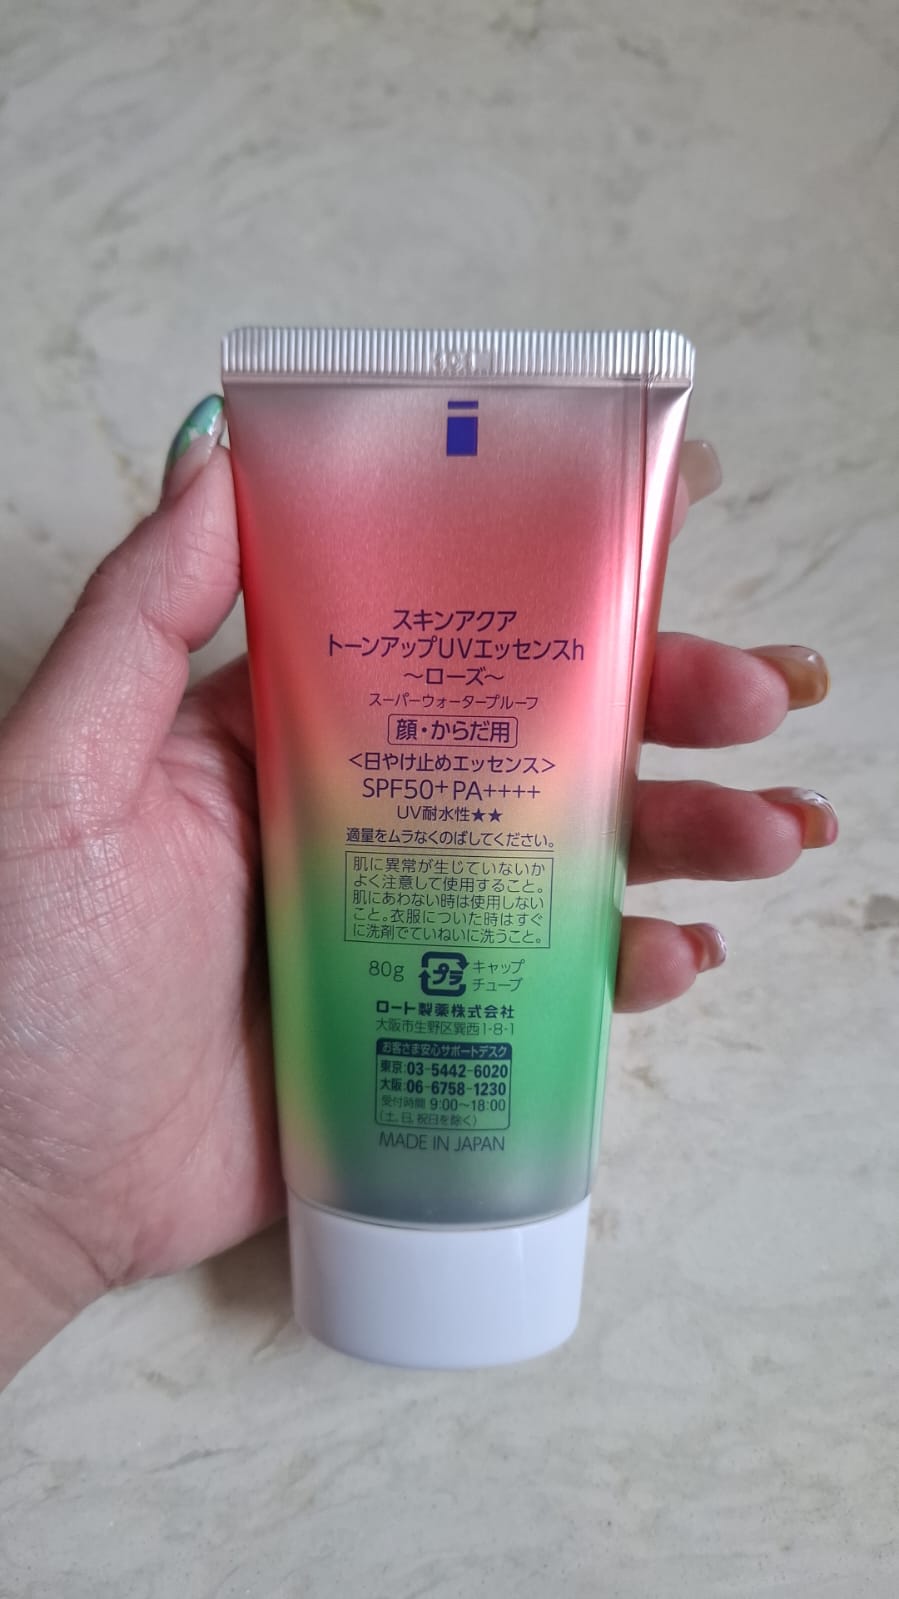 スキンアクア
トーンアップUVエッセンスh
～ローズ～
スーパーウォータープルーフ
顔・からだ用
＜日やけ止めエッセンス＞
SPF50+ PA++++
UV耐水性★★
適量をムラなくのばしてください。
肌に異常が生じていないか
よく注意して使用すること。
肌にあわない時は使用しない
こと。衣服についた時はすぐ
に洗剤でていねいに洗うこと。
80g プラ キャップ
チューブ
ロート製薬株式会社
大阪市生野区巽西1-8-1
お客さま安心サポートデスク
東京:03-5442-6020
大阪:06-6758-1230
受付時間 9:00～18:00
(土、日、祝日を除く)
MADE IN JAPAN